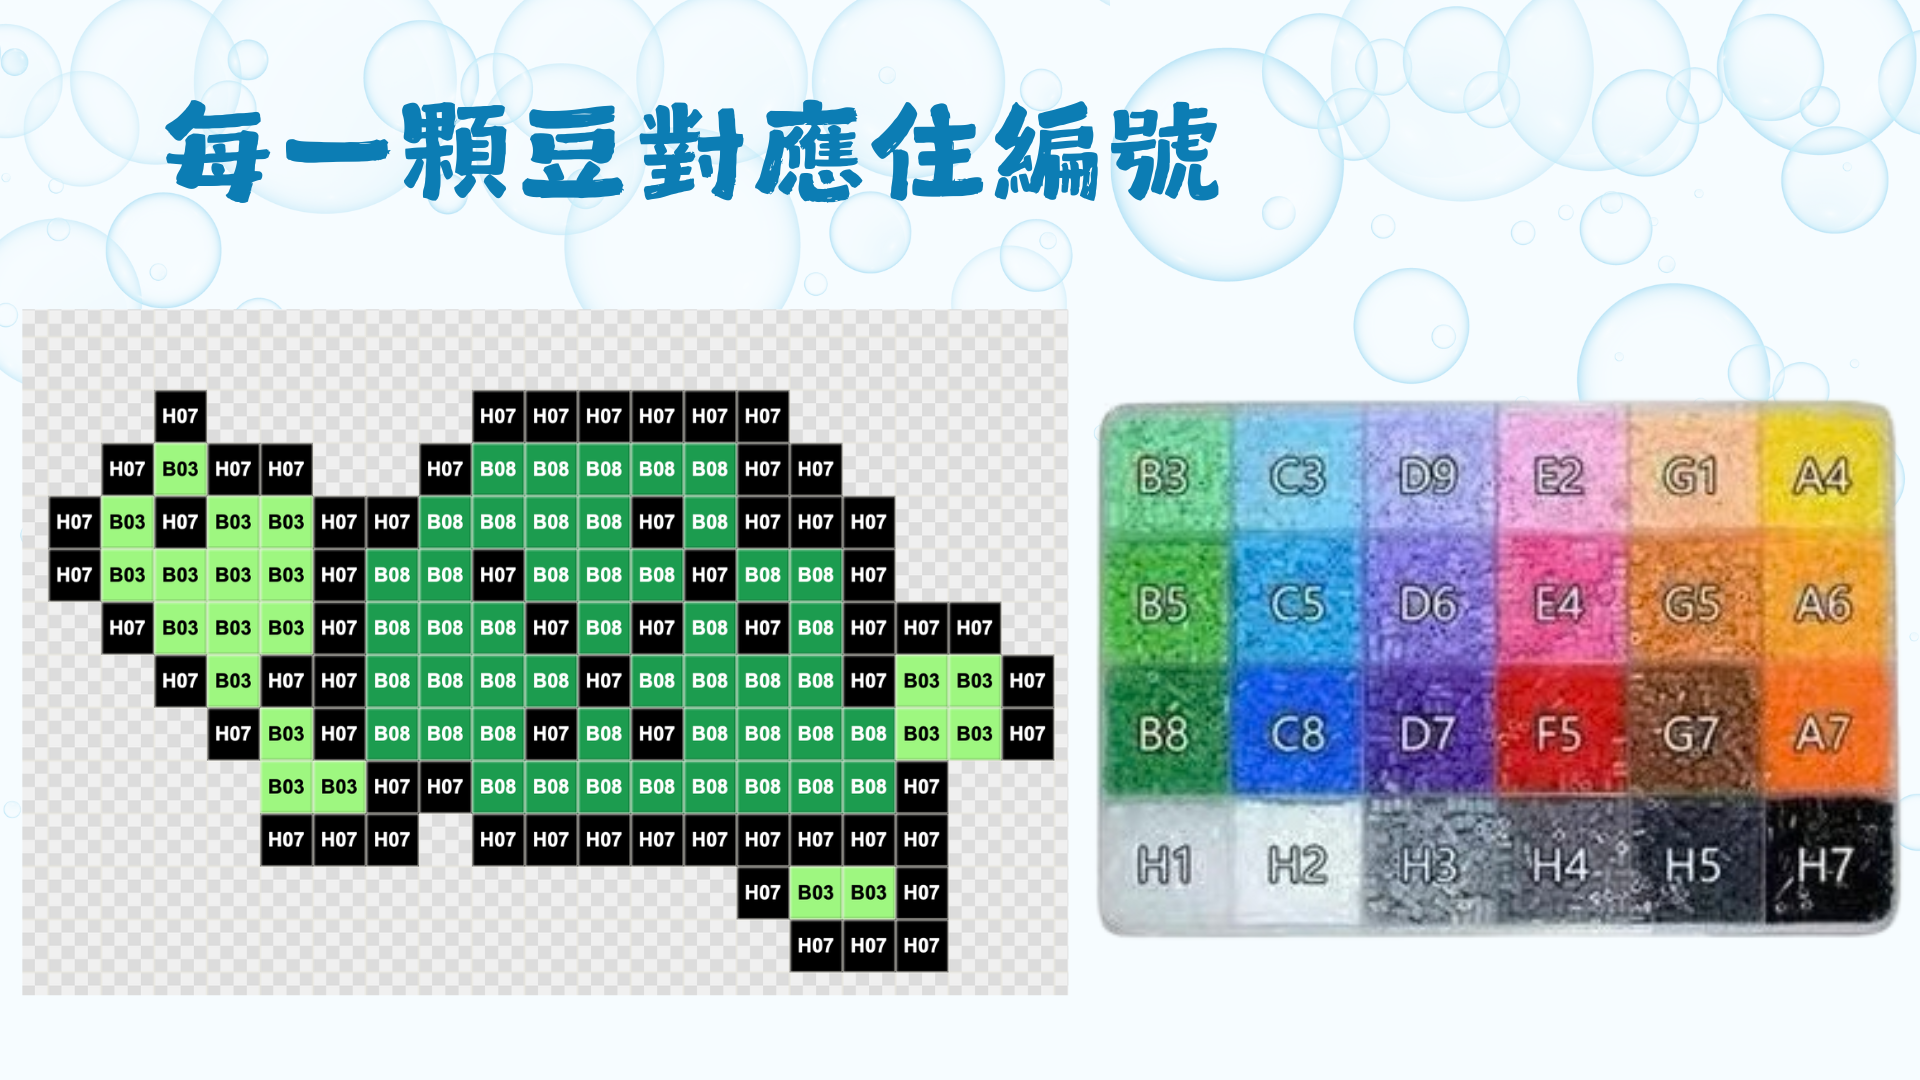 每一顆豆對應住編號
H07 H07 H07 H07 H07 H07 H07
H07 B03 H07 H07 H07 B08 B08 B08 B08 B08 H07 H07
H07 B03 H07 B03 B03 H07 H07 B08 B08 B08 B08 H07 B08 H07 H07 H07
H07 B03 B03 B03 B03 H07 B08 B08 H07 B08 B08 B08 H07 B08 B08 H07
H07 B03 B03 B03 H07 B08 B08 B08 H07 B08 H07 B08 H07 B08 H07 H07 H07
H07 B03 H07 H07 B08 B08 B08 B08 H07 B08 B08 B08 B08 H07 B03 B03 H07
H07 B03 H07 B08 B08 B08 H07 B08 H07 B08 B08 B08 B08 B03 B03 H07
B03 B03 H07 H07 B08 B08 B08 B08 B08 B08 B08 B08 H07
H07 H07 H07 H07 H07 H07 H07 H07 H07 H07 H07 H07
H07 B03 B03 H07
H07 H07 H07
B3 C3 D9 E2 G1 A4
B5 C5 D6 E4 G5 A6
B8 C8 D7 F5 G7 A7
H1 H2 H3 H4 H5 H7